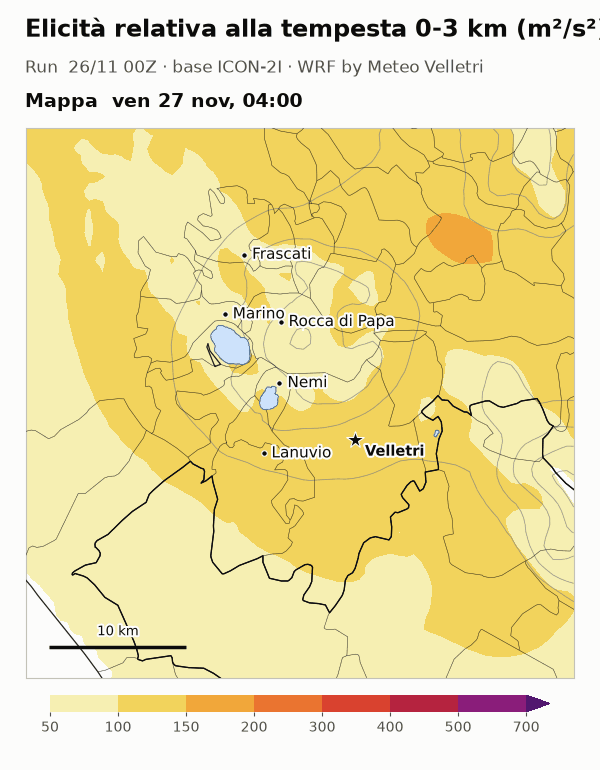 Elicità relativa alla tempesta 0-3 km (m²/s²)
Run  26/11 00Z · base ICON-2I · WRF by Meteo Velletri
Mappa  ven 27 nov, 04:00
Frascati
Marino
Rocca di Papa
Nemi
Velletri
Lanuvio
10 km
50 100 150 200 300 400 500 700